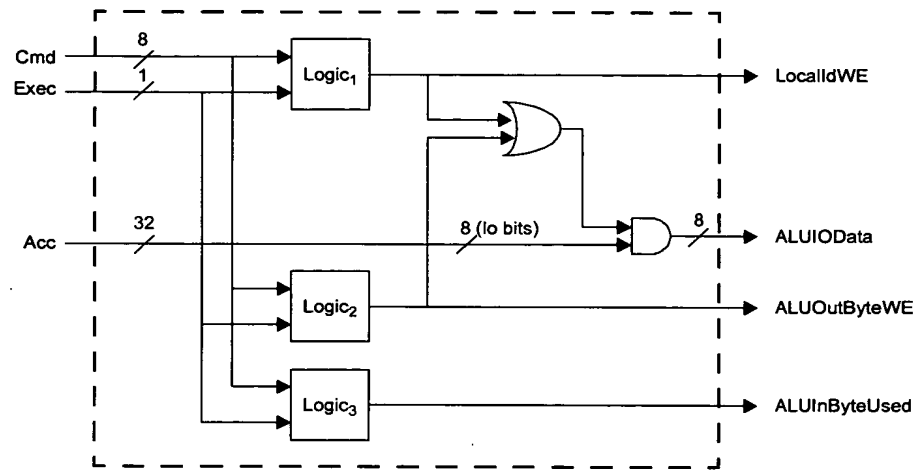 Cmd
8
Exec
1
Logic₁
LocalIdWE
Acc
32
8 (lo bits)
8
ALUIOData
Logic₂
ALUOutByteWE
Logic₃
ALUInByteUsed